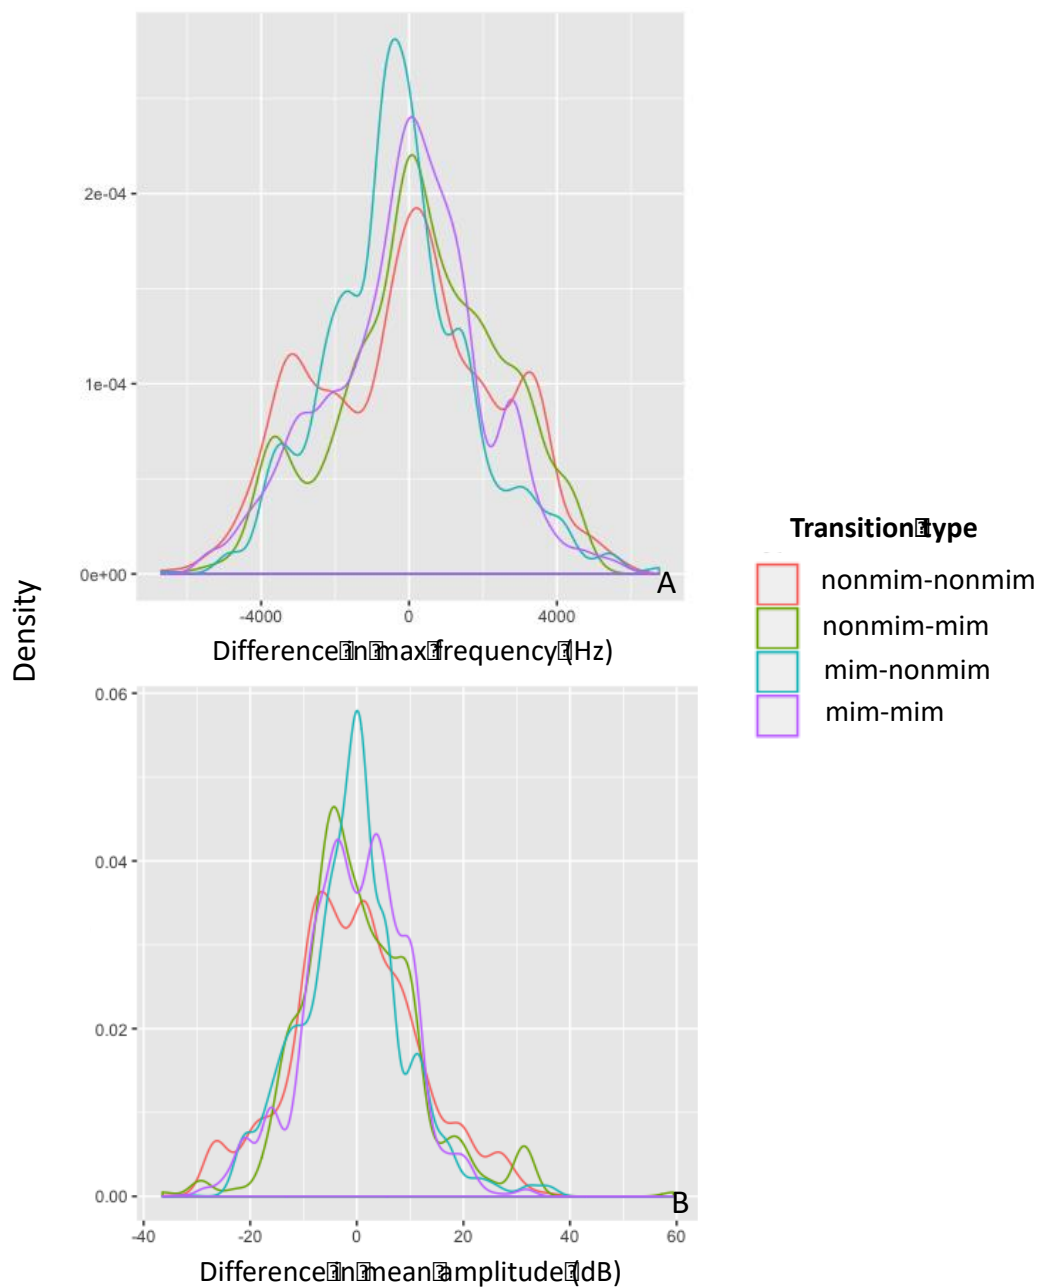 2e-04
1e-04
0e+00
A
-4000
0
4000
Difference in max frequency (Hz)
Density
Transition type
nonmim-nonmim
nonmim-mim
mim-nonmim
mim-mim
0.06
0.04
0.02
0.00
B
-40
-20
0
20
40
60
Difference in mean amplitude (dB)